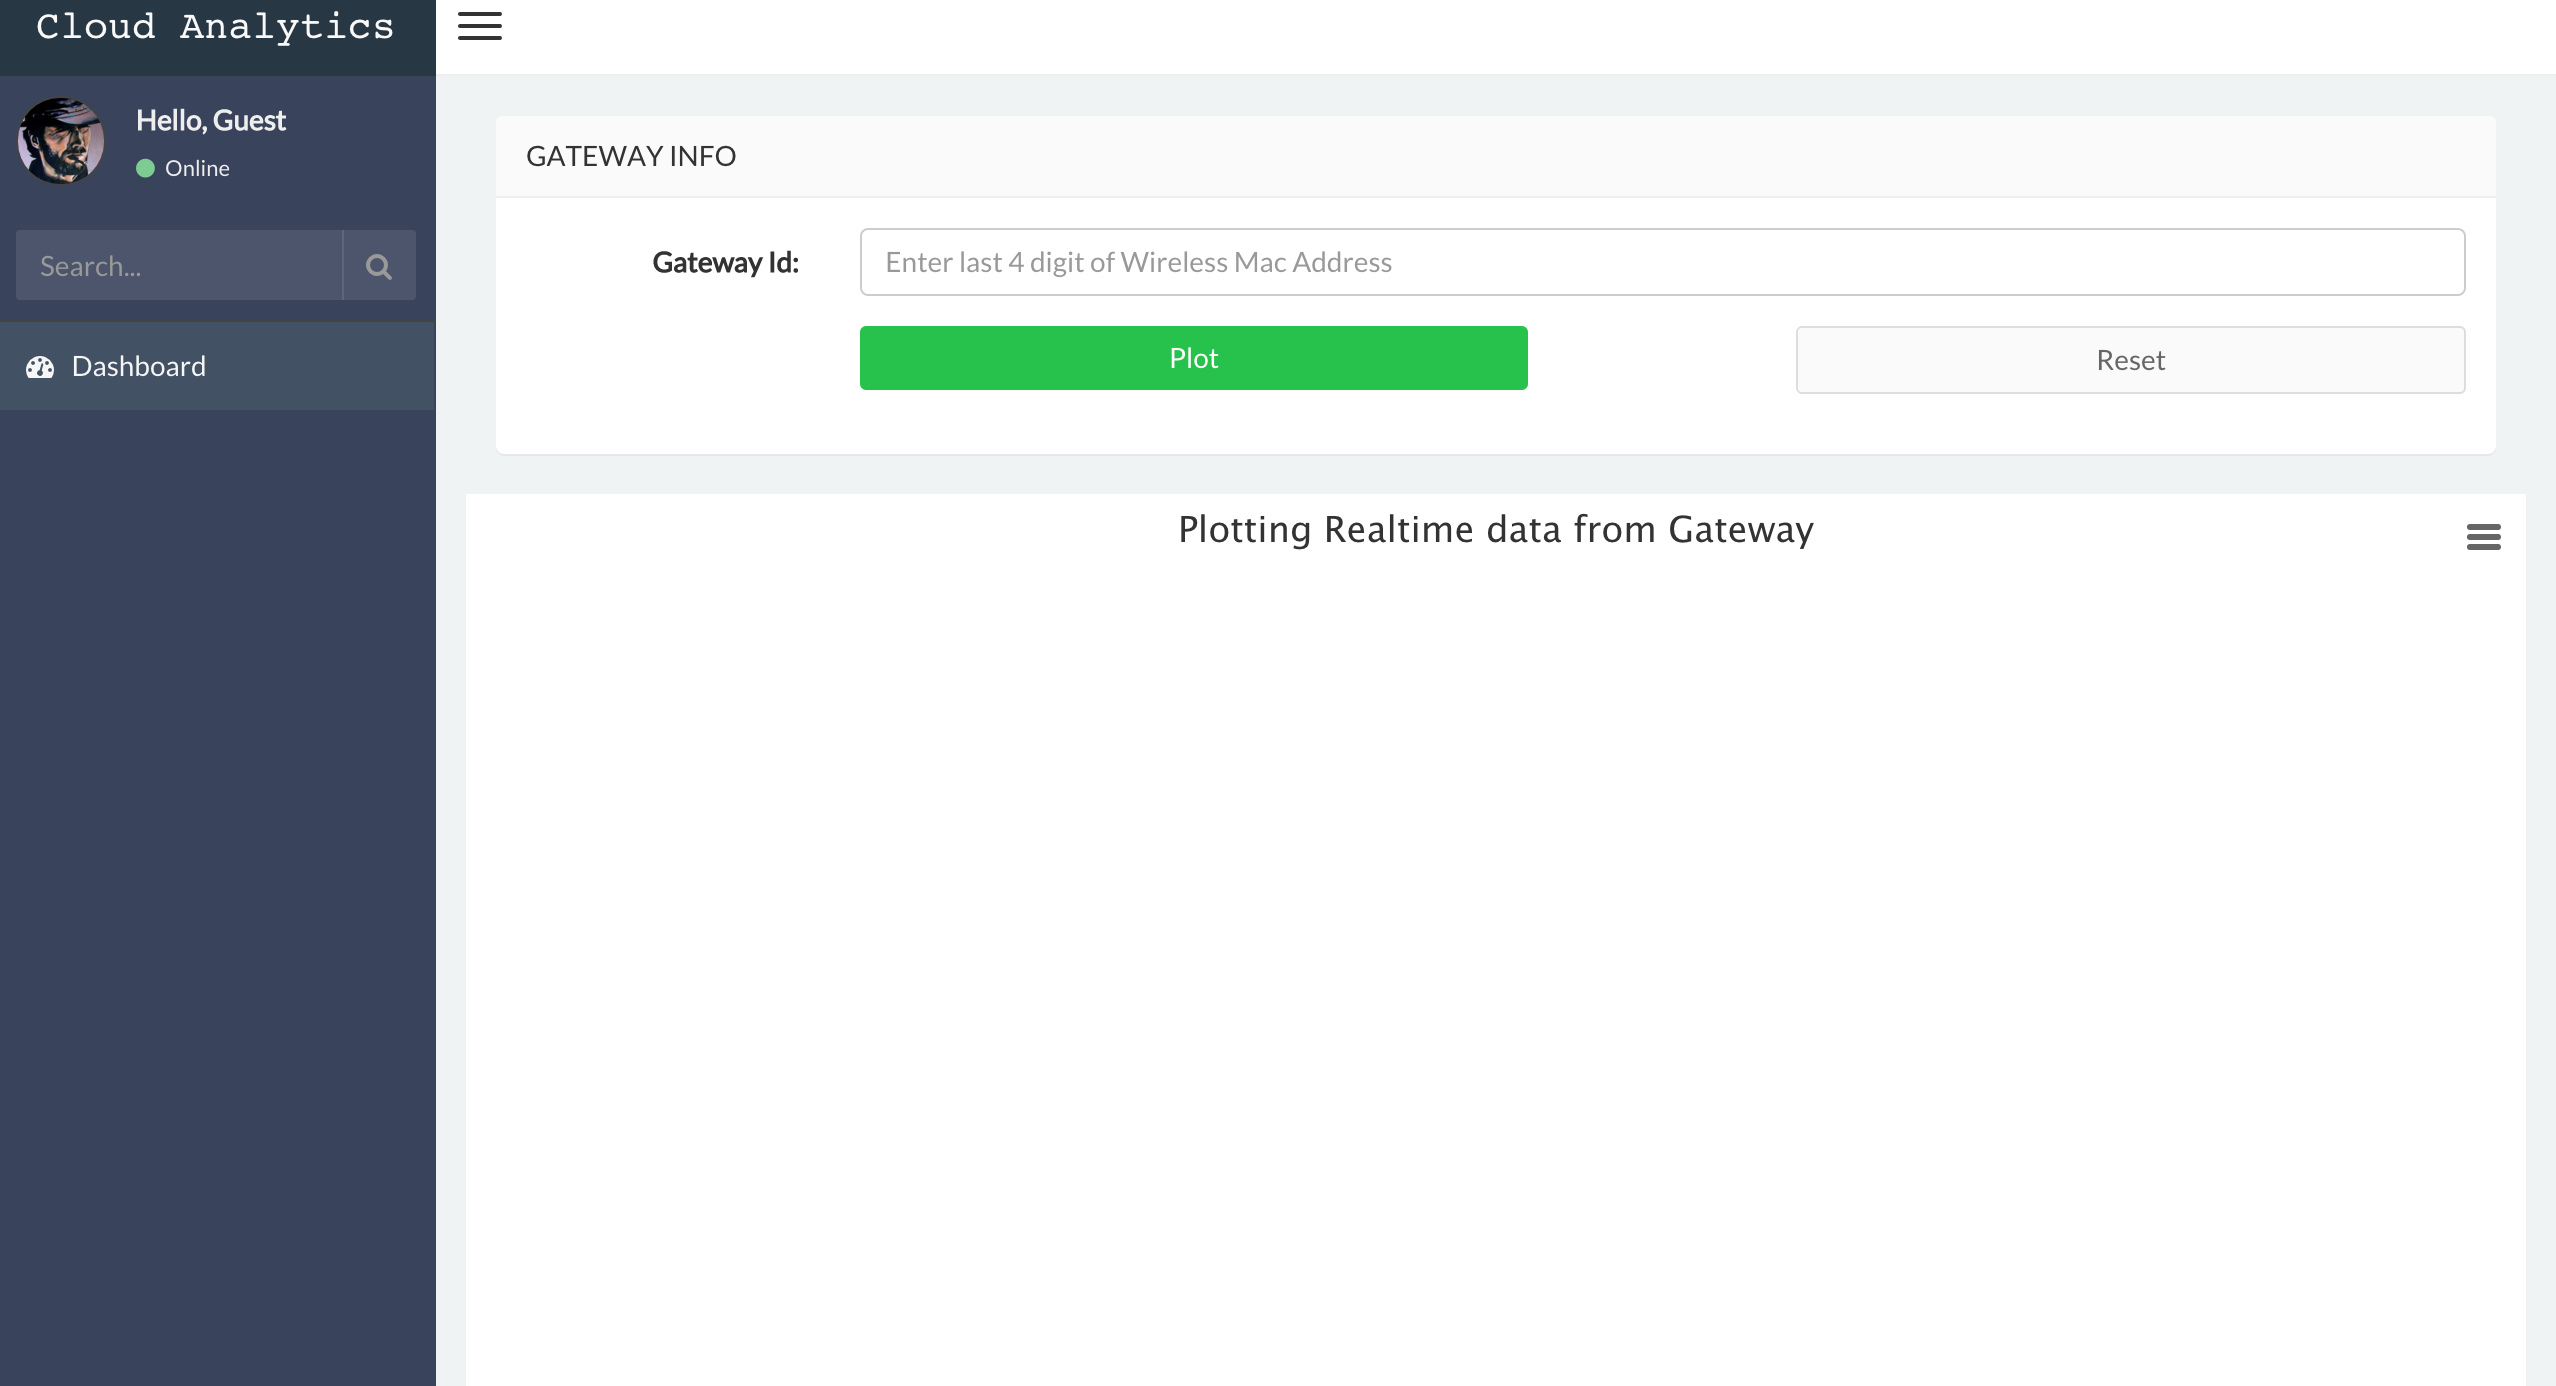 Cloud Analytics
Hello, Guest
Online
Search...
Dashboard
GATEWAY INFO
Gateway Id:
Enter last 4 digit of Wireless Mac Address
Plot
Reset
Plotting Realtime data from Gateway